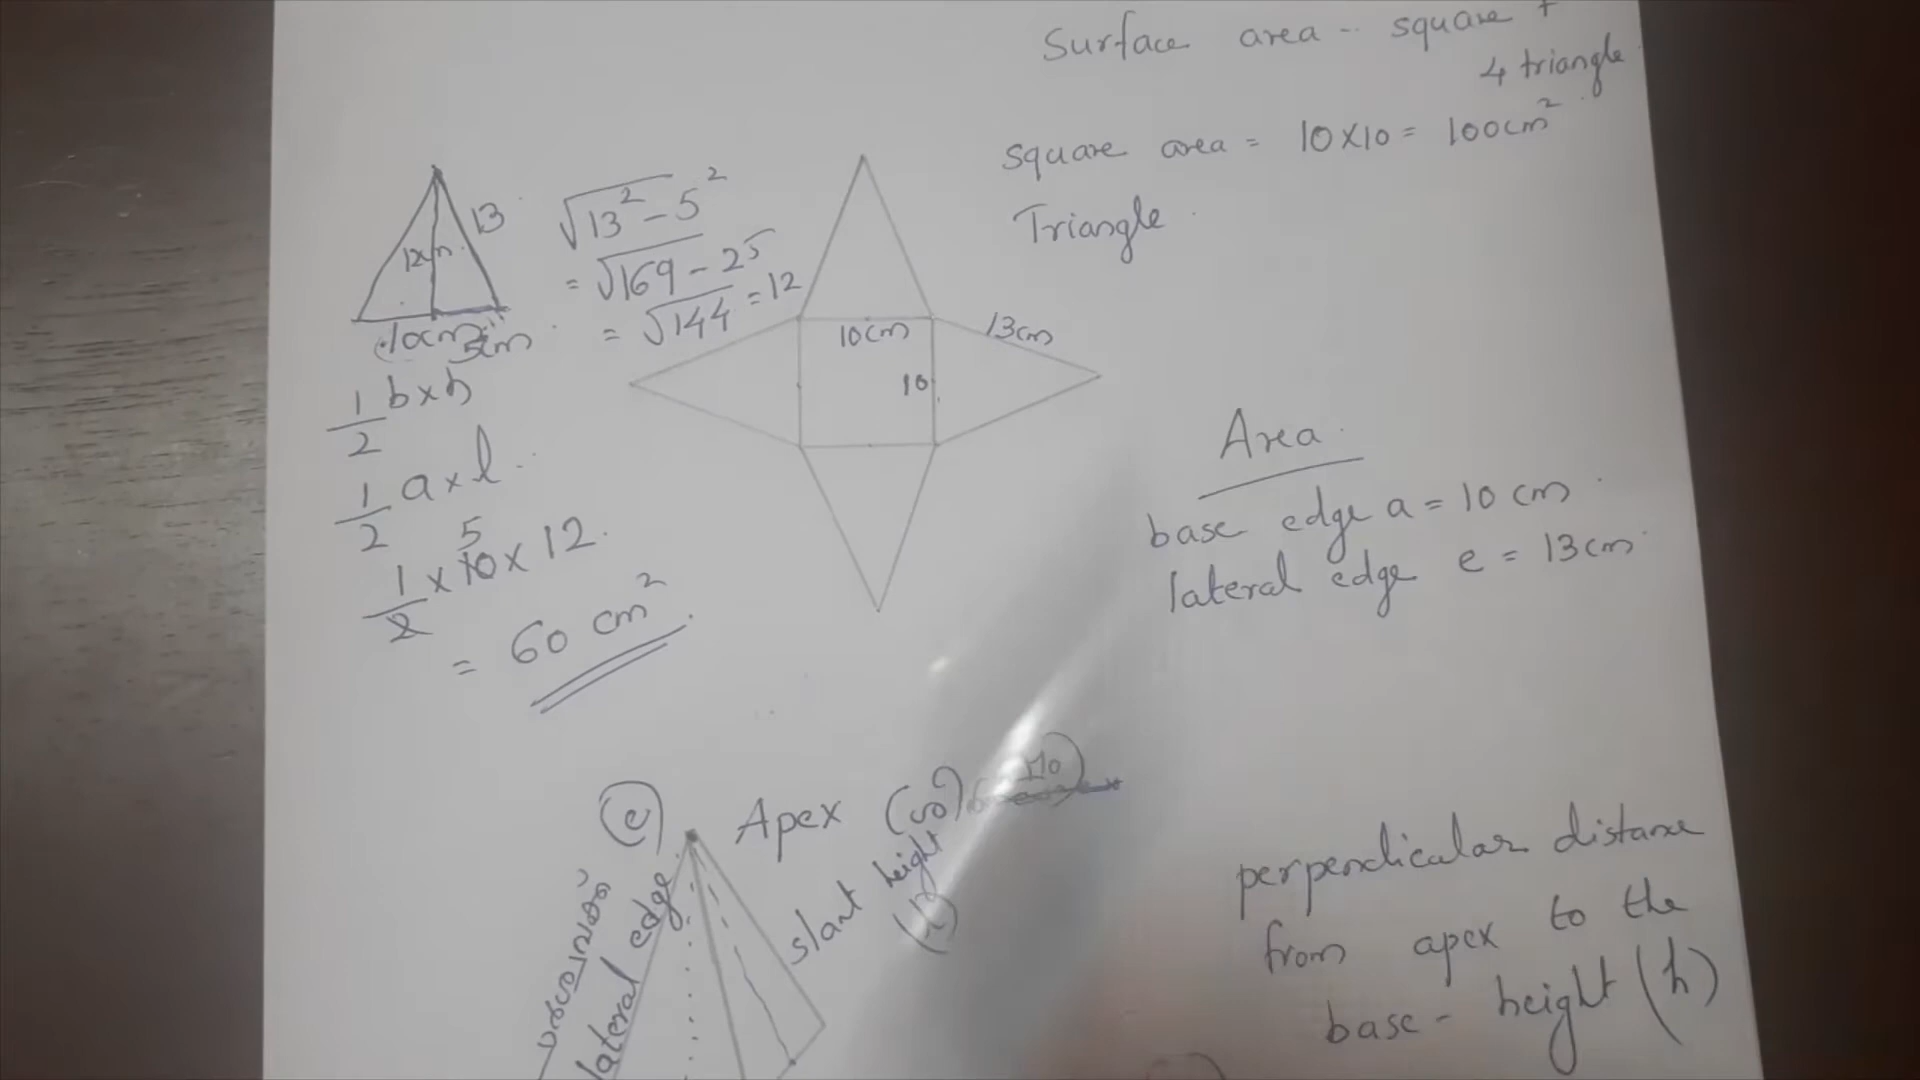 Surface area - square +
4 triangle
square area = 10×10 = 100cm²
Triangle
13
12
10cm
5cm
√13² - 5²
= √169 - 25
= √144 = 12
½ b×h
½ a×l
½ × 10 × 12
5
= 60 cm²
10cm
10
13cm
Area
base edge a = 10 cm
lateral edge e = 13cm
(e)
Apex
slant height
(l)
lateral edge
perpendicular distance
from apex to the
base - height (h)